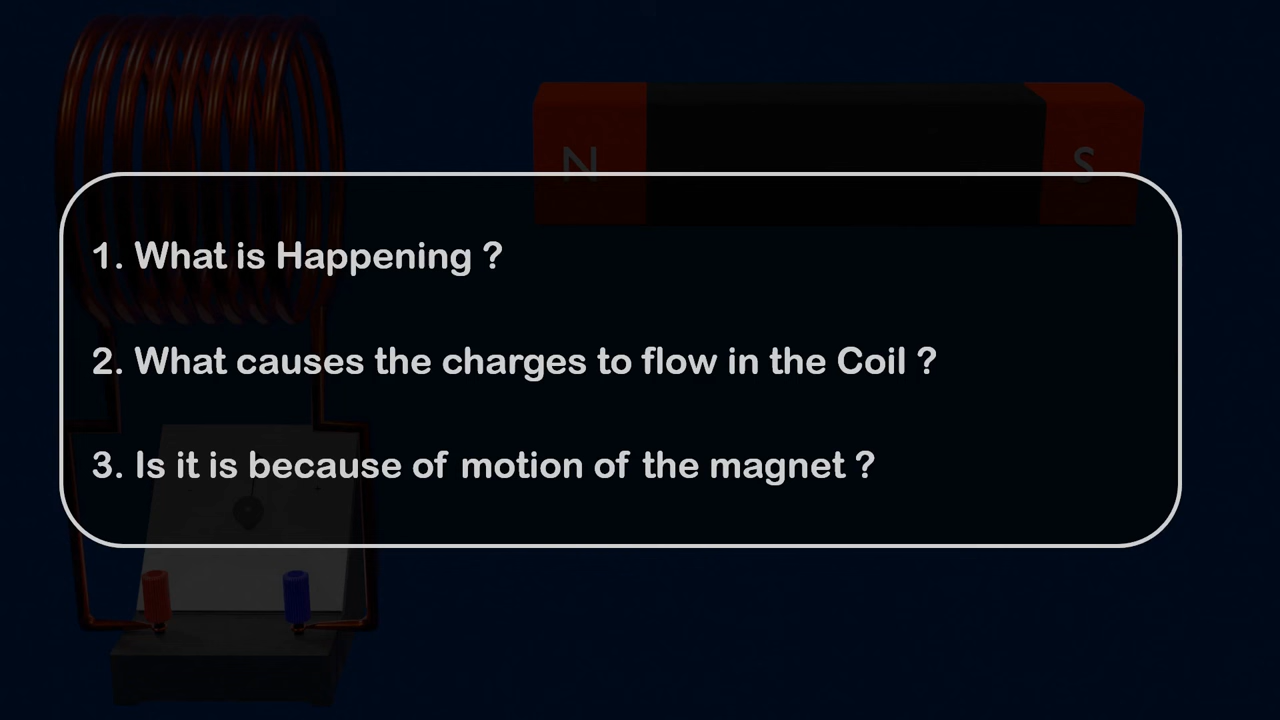 N S
1. What is Happening ?
2. What causes the charges to flow in the Coil ?
3. Is it is because of motion of the magnet ?